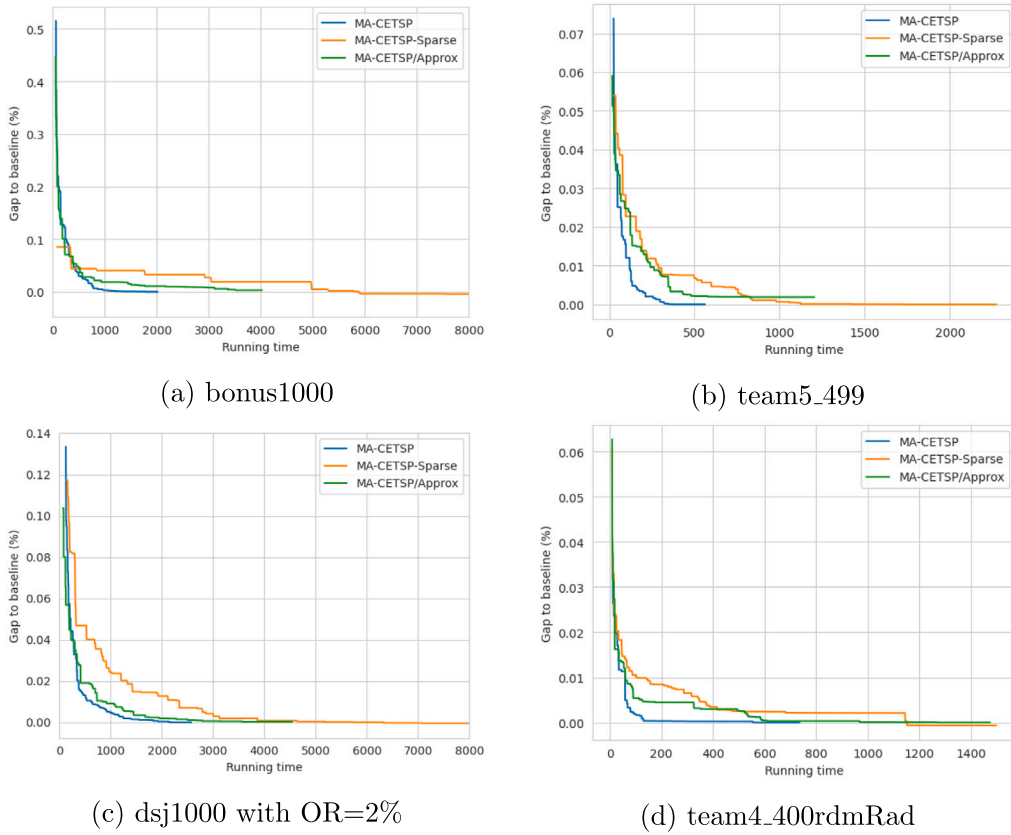 MA-CETSP
MA-CETSP-Sparse
MA-CETSP/Approx
Gap to baseline (%)
0.5
0.4
0.3
0.2
0.1
0.0
0 1000 2000 3000 4000 5000 6000 7000 8000
Running time
(a) bonus1000
MA-CETSP
MA-CETSP-Sparse
MA-CETSP/Approx
Gap to baseline (%)
0.07
0.06
0.05
0.04
0.03
0.02
0.01
0.00
0 500 1000 1500 2000
Running time
(b) team5_499
MA-CETSP
MA-CETSP-Sparse
MA-CETSP/Approx
Gap to baseline (%)
0.14
0.12
0.10
0.08
0.06
0.04
0.02
0.00
0 1000 2000 3000 4000 5000 6000 7000 8000
Running time
(c) dsj1000 with OR=2%
MA-CETSP
MA-CETSP-Sparse
MA-CETSP/Approx
Gap to baseline (%)
0.06
0.05
0.04
0.03
0.02
0.01
0.00
0 200 400 600 800 1000 1200 1400
Running time
(d) team4_400rdmRad